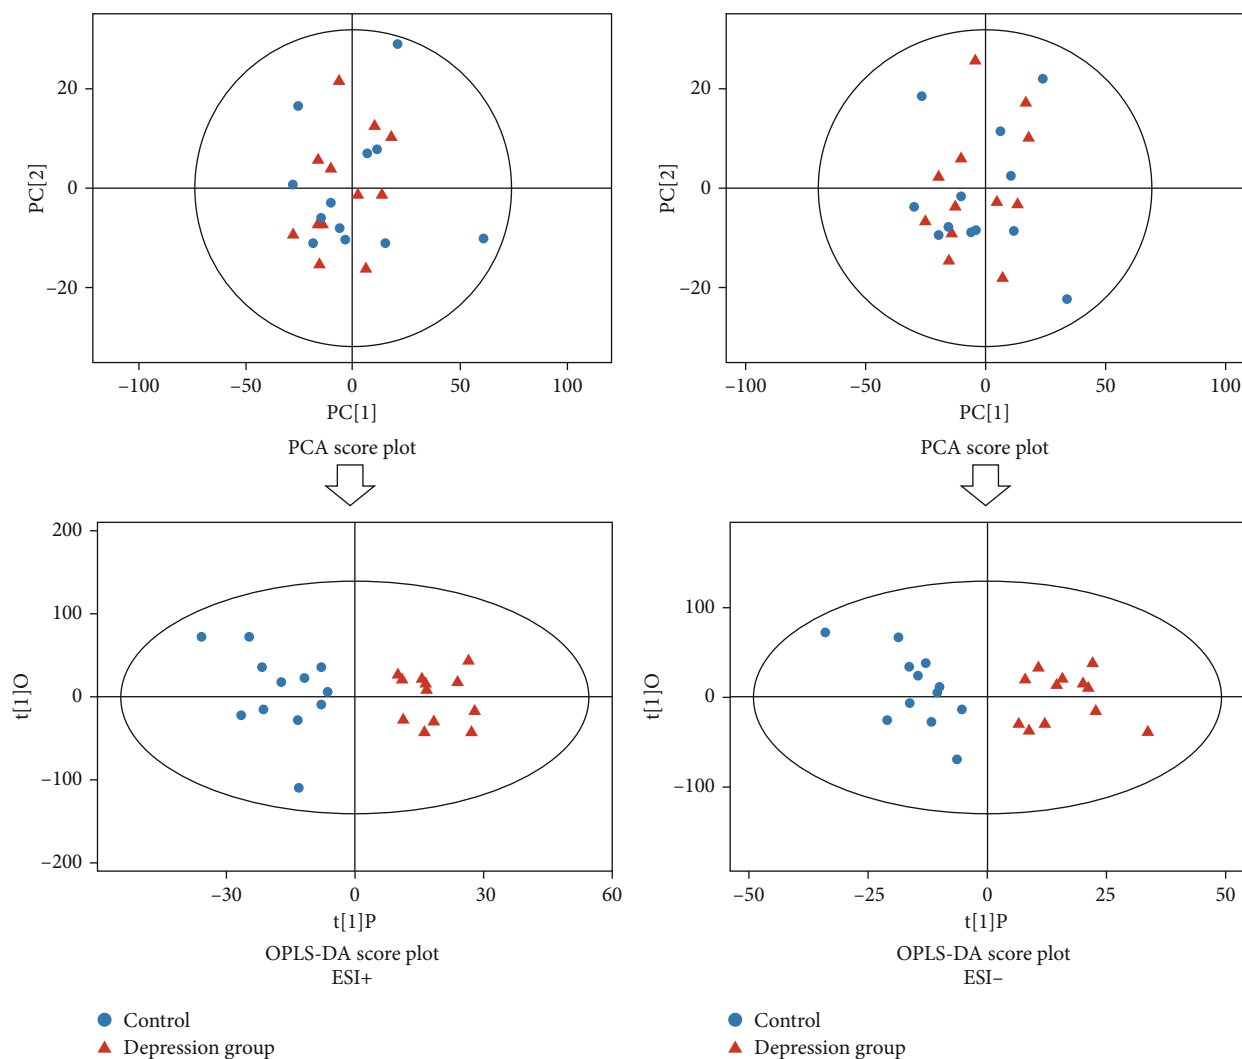 20
0
−20
PC[2]
−100
−50
0
50
100
PC[1]
PCA score plot
20
0
−20
PC[2]
−100
−50
0
50
100
PC[1]
PCA score plot
200
100
0
−100
−200
t[1]O
−30
0
30
60
t[1]P
OPLS-DA score plot
ESI+
Control
Depression group
100
0
−100
t[1]O
−50
−25
0
25
50
t[1]P
OPLS-DA score plot
ESI−
Control
Depression group